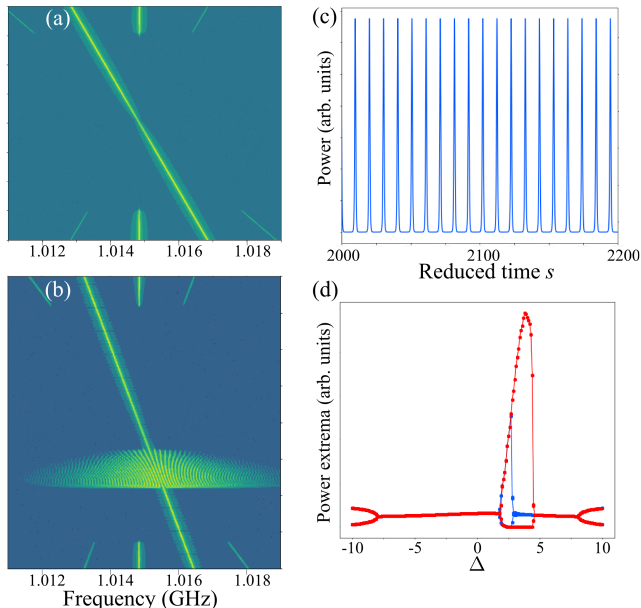 (a)
1.012 1.014 1.016 1.018
(b)
1.012 1.014 1.016 1.018
Frequency (GHz)
(c)
Power (arb. units)
2000 2100 2200
Reduced time s
(d)
Power extrema (arb. units)
-10 -5 0 5 10
Δ